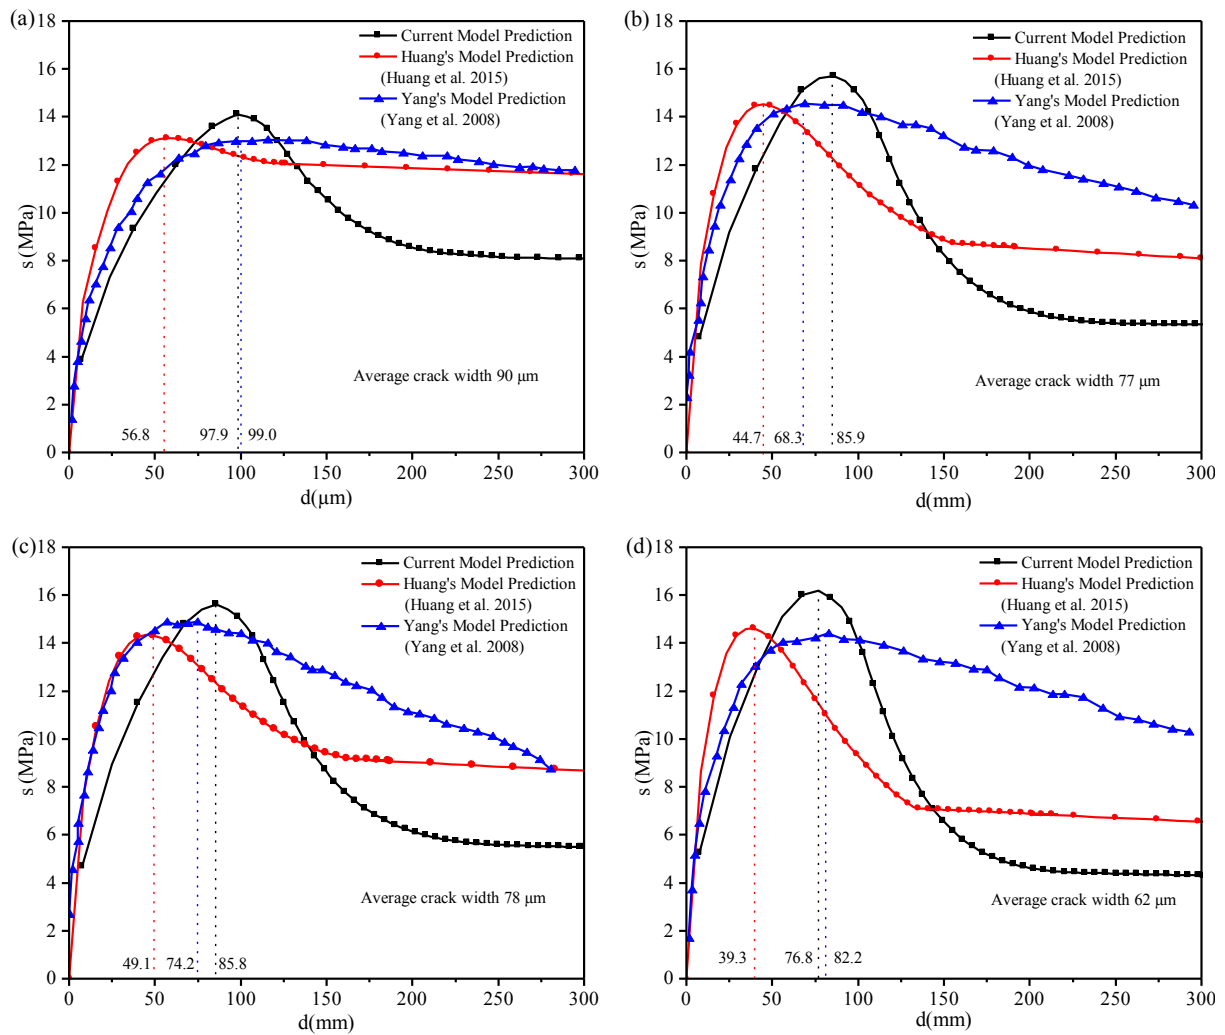 (a)
18
16
14
12
10
8
6
4
2
0
s (MPa)
Current Model Prediction
Huang's Model Prediction
(Huang et al. 2015)
Yang's Model Prediction
(Yang et al. 2008)
Average crack width 90 μm
56.8
97.9
99.0
0
50
100
150
200
250
300
d(μm)
(b)
18
16
14
12
10
8
6
4
2
0
s (MPa)
Current Model Prediction
Huang's Model Prediction
(Huang et al. 2015)
Yang's Model Prediction
(Yang et al. 2008)
Average crack width 77 μm
44.7
68.3
85.9
0
50
100
150
200
250
300
d(mm)
(c)
18
16
14
12
10
8
6
4
2
0
s (MPa)
Current Model Prediction
Huang's Model Prediction
(Huang et al. 2015)
Yang's Model Prediction
(Yang et al. 2008)
Average crack width 78 μm
49.1
74.2
85.8
0
50
100
150
200
250
300
d(mm)
(d)
18
16
14
12
10
8
6
4
2
0
s (MPa)
Current Model Prediction
Huang's Model Prediction
(Huang et al. 2015)
Yang's Model Prediction
(Yang et al. 2008)
Average crack width 62 μm
39.3
76.8
82.2
0
50
100
150
200
250
300
d(mm)